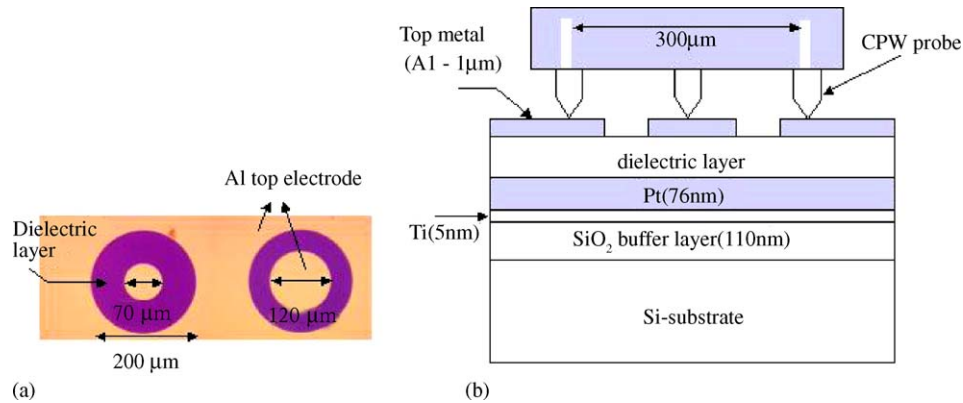 (a)
Al top electrode
Dielectric
layer
70 µm
120 µm
200 µm
(b)
Top metal
(A1 - 1µm)
300µm
CPW probe
dielectric layer
Pt(76nm)
Ti(5nm)
SiO₂ buffer layer(110nm)
Si-substrate